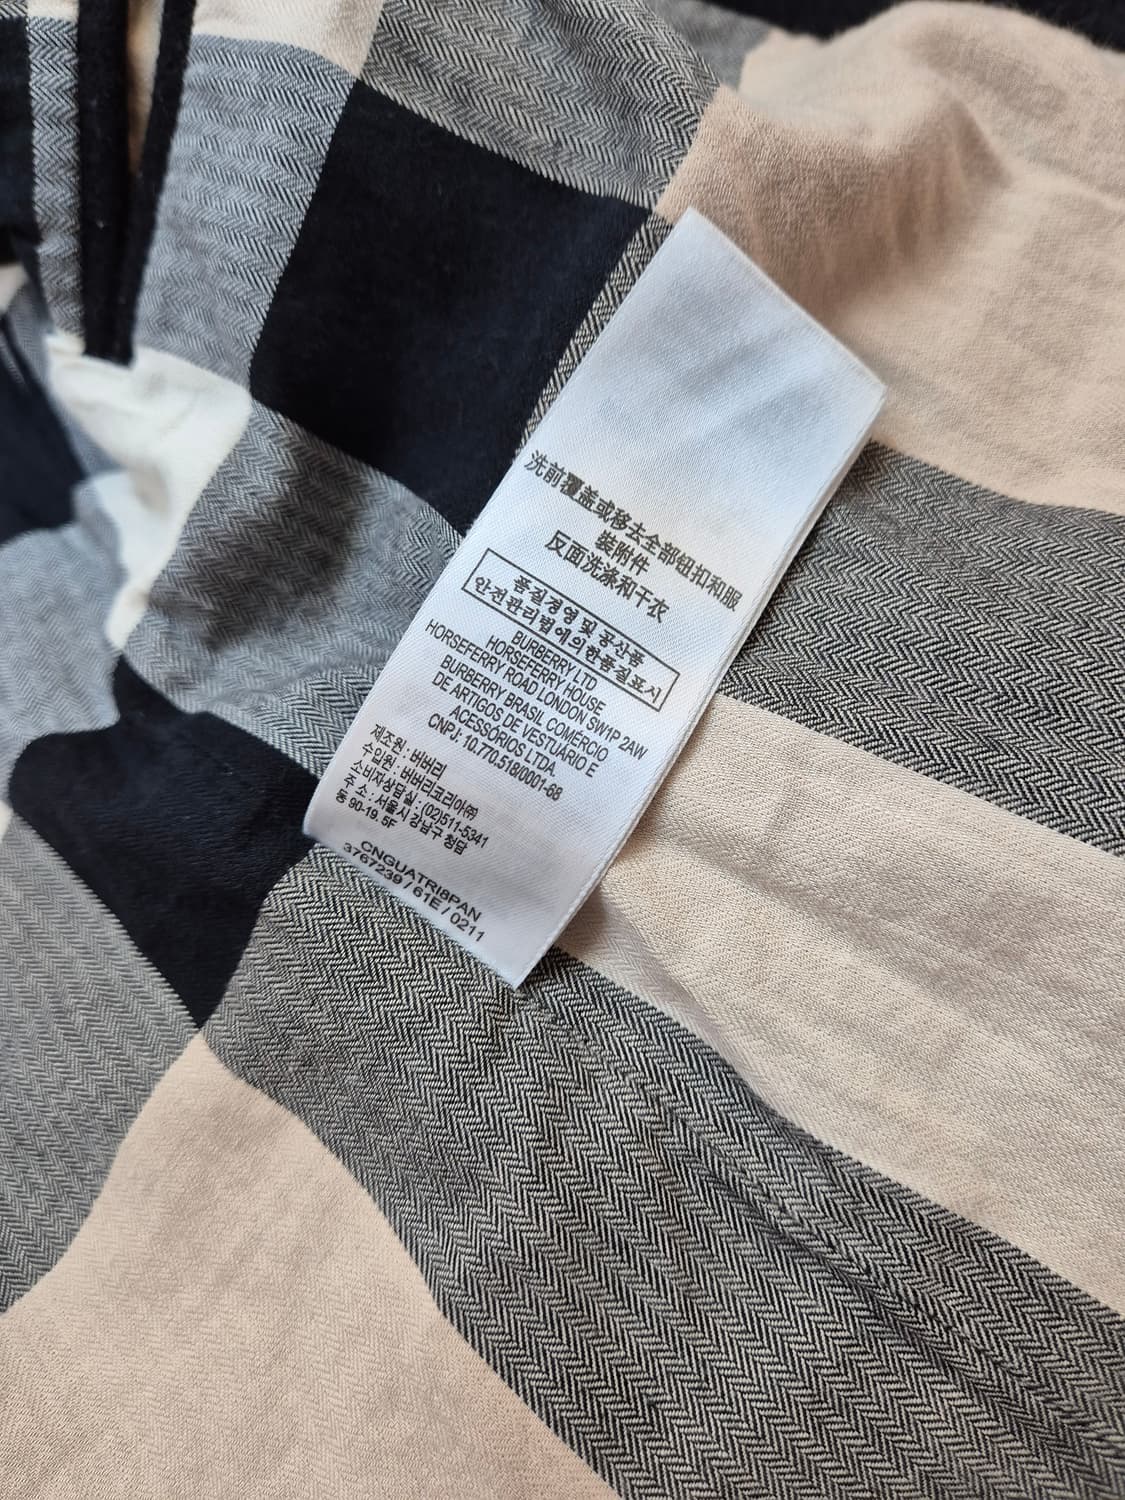 洗前覆盖或移去全部钮扣和服
裝附件
反面洗涤和干衣
품질경영 및 공산품
안전관리법에의한품질표시
BURBERRY LTD
HORSEFERRY HOUSE
HORSEFERRY ROAD LONDON SW1P 2AW
BURBERRY BRASIL COMÉRCIO
DE ARTIGOS DE VESTUÁRIO E
ACESSÓRIOS LTDA.
CNPJ: 10.770.518/0001-68
제조원 : 버버리
수입원 : 버버리코리아㈜
소비자상담실 : (02)511-5341
주 소 : 서울시 강남구 청담
동 90-19. 5F
CNGUATRI8PAN
3767239 / 61E / 0211